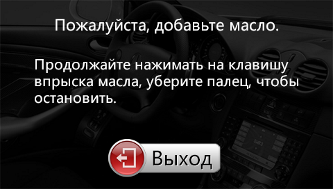 Пожалуйста, добавьте масло.
Продолжайте нажимать на клавишу
впрыска масла, уберите палец, чтобы
остановить.
Выход